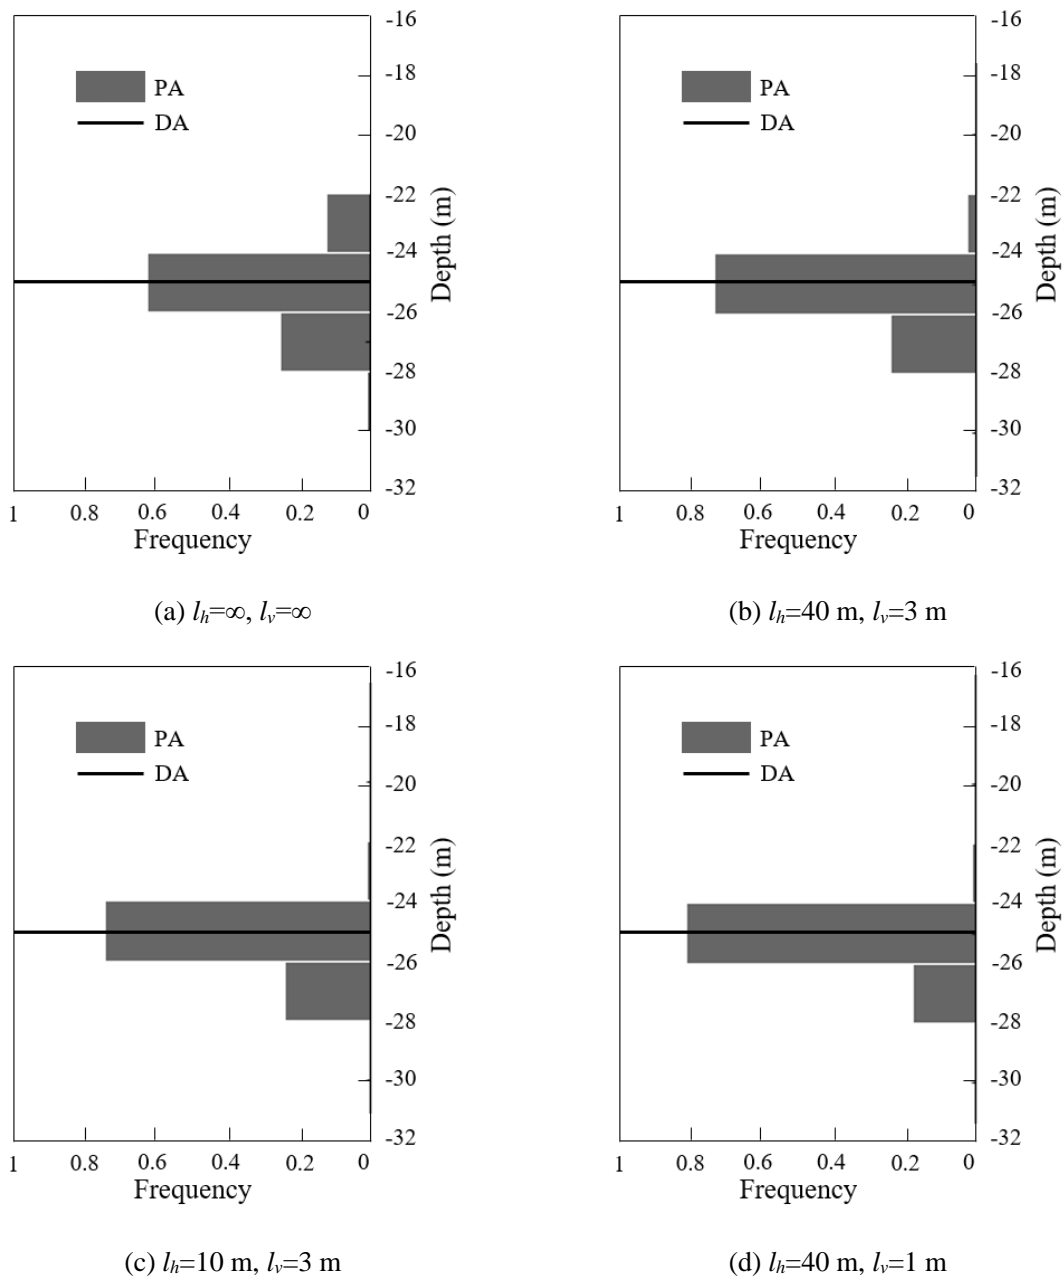 -16
-18
-20
-22
-24
-26
-28
-30
-32
Depth (m)
PA
DA
1 0.8 0.6 0.4 0.2 0
Frequency
(a) lh=∞, lv=∞
-16
-18
-20
-22
-24
-26
-28
-30
-32
Depth (m)
PA
DA
1 0.8 0.6 0.4 0.2 0
Frequency
(b) lh=40 m, lv=3 m
-16
-18
-20
-22
-24
-26
-28
-30
-32
Depth (m)
PA
DA
1 0.8 0.6 0.4 0.2 0
Frequency
(c) lh=10 m, lv=3 m
-16
-18
-20
-22
-24
-26
-28
-30
-32
Depth (m)
PA
DA
1 0.8 0.6 0.4 0.2 0
Frequency
(d) lh=40 m, lv=1 m